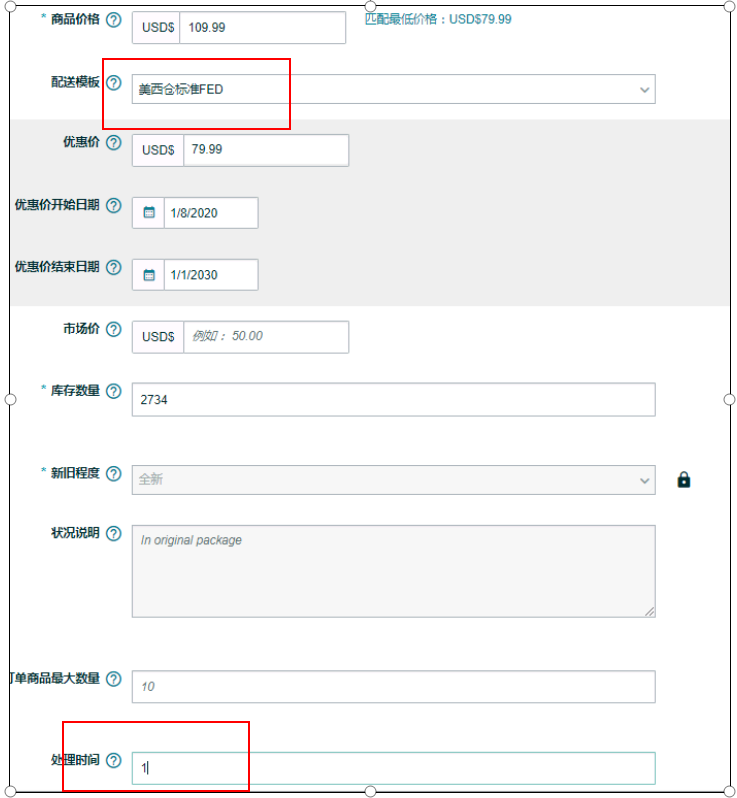 * 商品价格 USD$ 109.99 匹配最低价格：USD$79.99
配送模板 美西仓标准FED
优惠价 USD$ 79.99
优惠价开始日期 1/8/2020
优惠价结束日期 1/1/2030
市场价 USD$ 例如： 50.00
* 库存数量 2734
* 新旧程度 全新
状况说明 In original package
单商品最大数量 10
处理时间 1